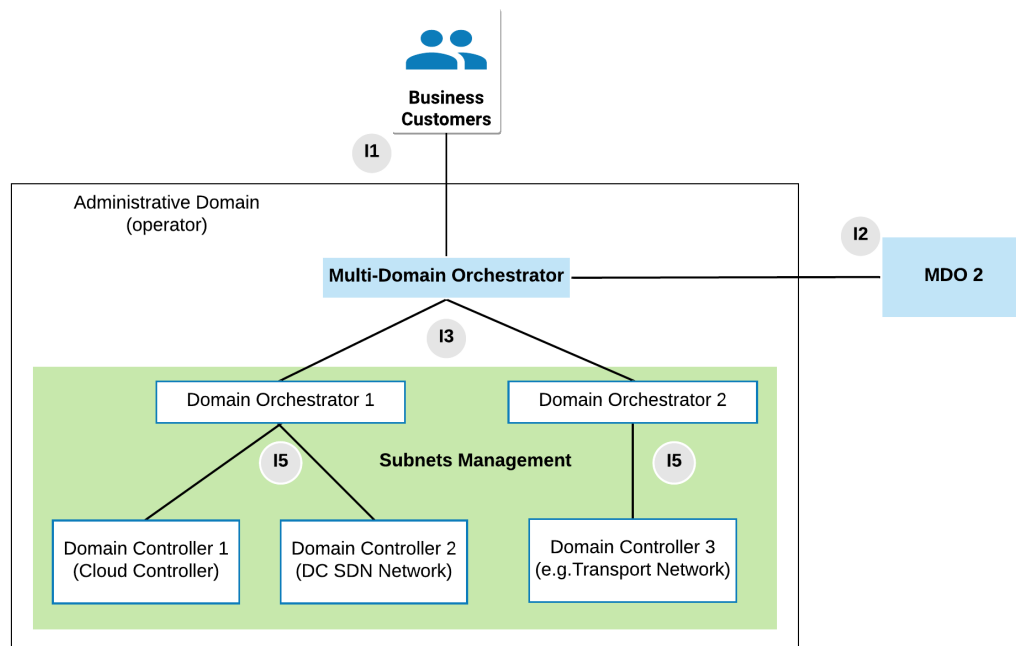 Business
Customers
I1
Administrative Domain
(operator)
I2
Multi-Domain Orchestrator
MDO 2
I3
Domain Orchestrator 1
Domain Orchestrator 2
I5
Subnets Management
I5
Domain Controller 1
(Cloud Controller)
Domain Controller 2
(DC SDN Network)
Domain Controller 3
(e.g.Transport Network)